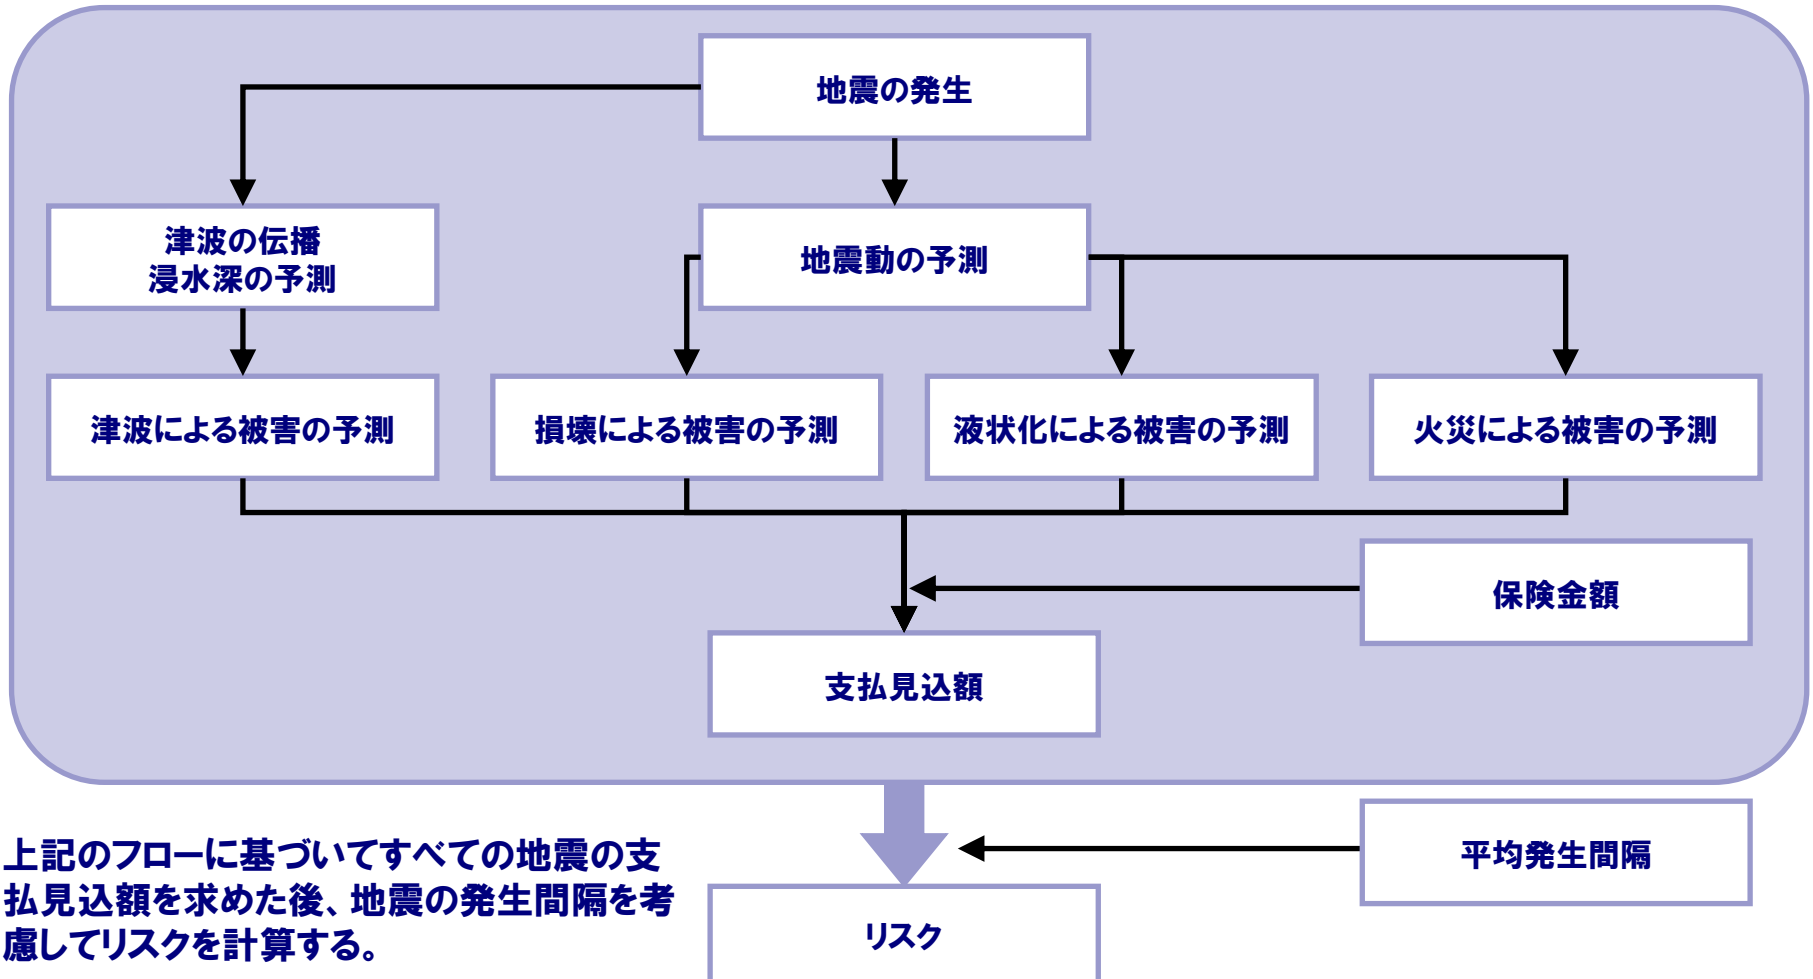 地震の発生
津波の伝播
浸水深の予測
地震動の予測
津波による被害の予測
損壊による被害の予測
液状化による被害の予測
火災による被害の予測
保険金額
支払見込額
平均発生間隔
上記のフローに基づいてすべての地震の支
払見込額を求めた後、地震の発生間隔を考
慮してリスクを計算する。
リスク